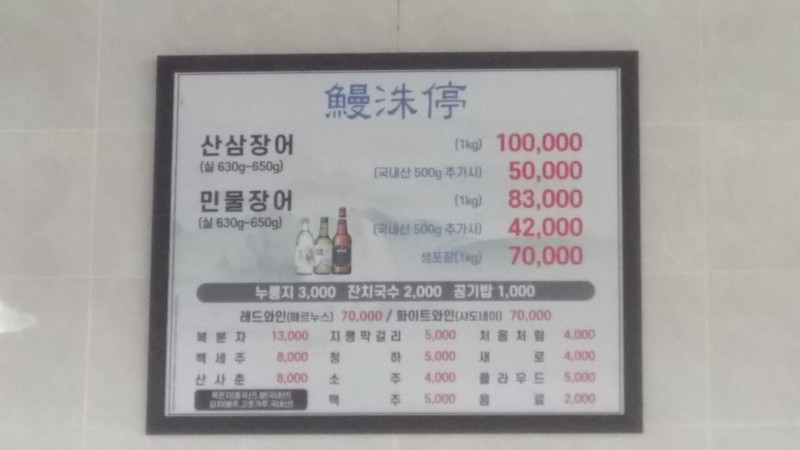 鰻洙停
산삼장어 (1kg) 100,000
(실 630g~650g) (국내산 500g 추가시) 50,000
민물장어 (1kg) 83,000
(실 630g~650g) (국내산 500g 추가시) 42,000
생포장(1kg) 70,000
누룽지 3,000 잔치국수 2,000 공기밥 1,000
레드와인(페르누스) 70,000 / 화이트와인(샤도네이) 70,000
복분자 13,000 지평막걸리 5,000 처음처럼 4,000
백세주 8,000 청하 5,000 새로 4,000
산사춘 8,000 소주 4,000 클라우드 5,000
맥주 5,000 음료 2,000